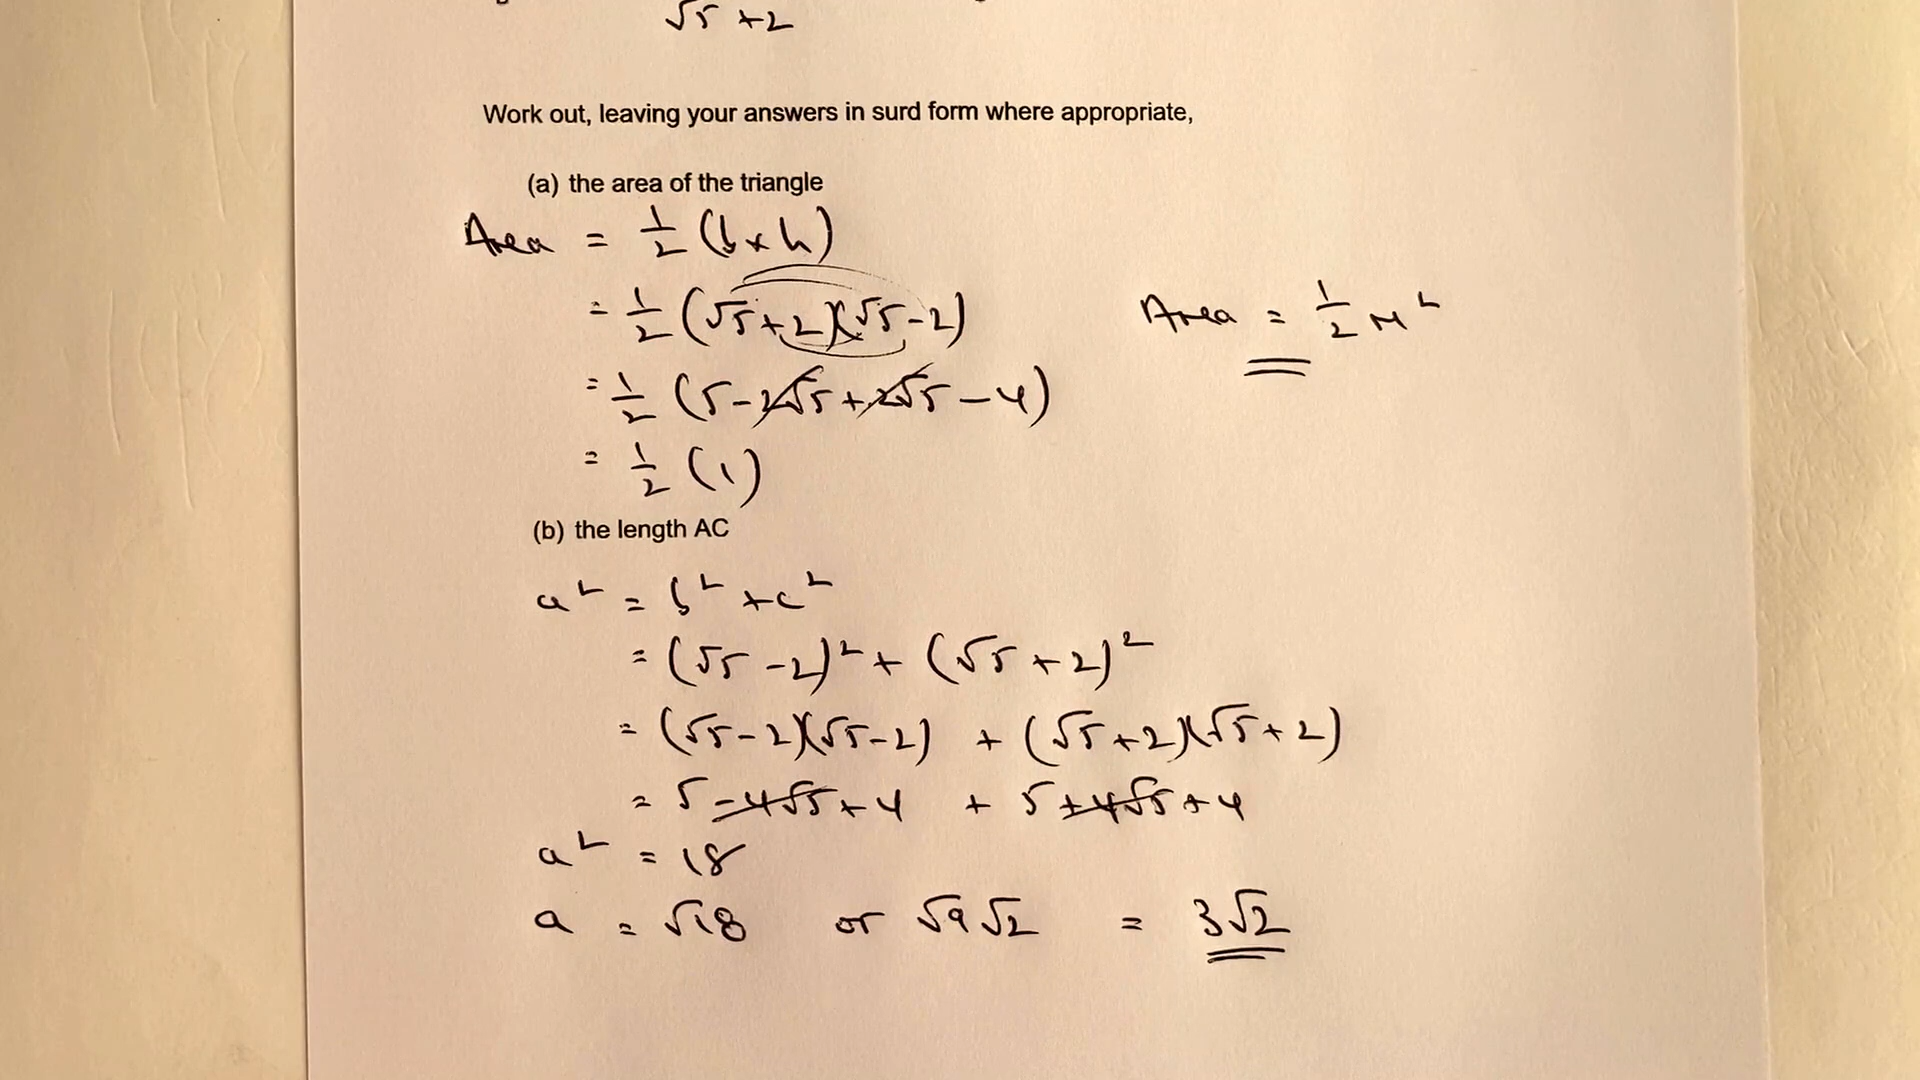 √5 +2
Work out, leaving your answers in surd form where appropriate,
(a) the area of the triangle
Area = 1/2 (b×h)
= 1/2 (√5+2)(√5-2)
= 1/2 (5-2√5+2√5-4)
= 1/2 (1)
Area = 1/2 m²
(b) the length AC
a² = b² +c²
= (√5 -2)² + (√5 +2)²
= (√5-2)(√5-2) + (√5+2)(√5+2)
= 5-4√5+4 + 5+4√5+4
a² = 18
a = √18 or √9 √2 = 3√2